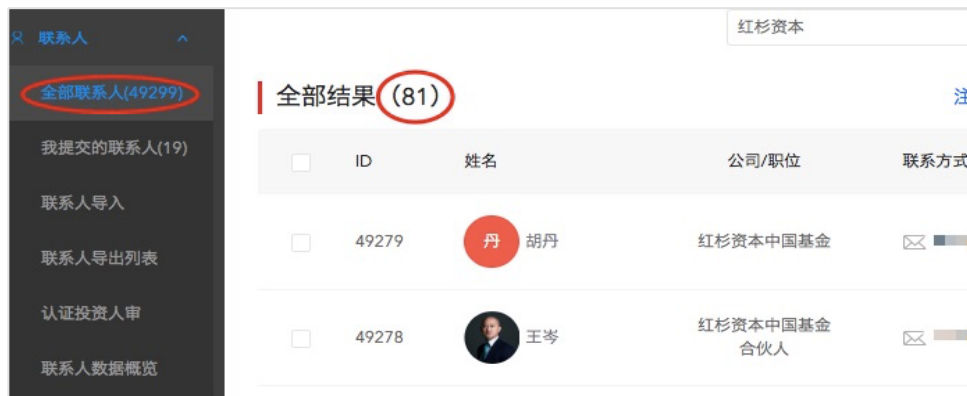 联系人
全部联系人(49299)
我提交的联系人(19)
联系人导入
联系人导出列表
认证投资人审
联系人数据概览
红杉资本
全部结果（81）
注
ID 姓名 公司/职位 联系方式
49279 丹 胡丹 红杉资本中国基金
49278 王岑 红杉资本中国基金
合伙人